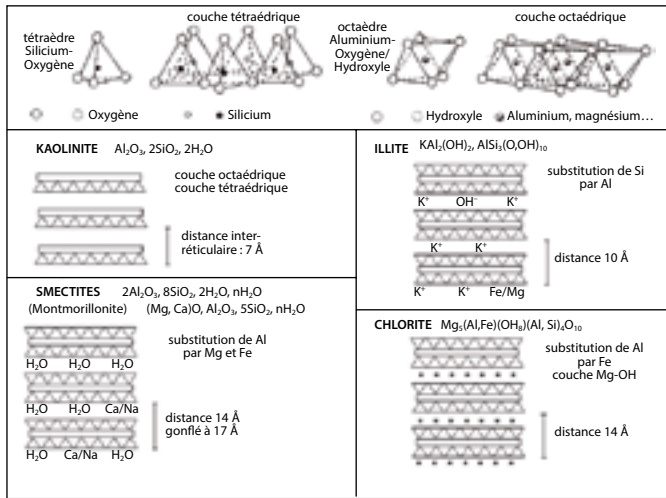 tétraèdre
Silicium-
Oxygène
couche tétraédrique
octaèdre
Aluminium-
Oxygène/
Hydroxyle
couche octaédrique
Oxygène
Silicium
Hydroxyle
Aluminium, magnésium…
KAOLINITE Al₂O₃, 2SiO₂, 2H₂O
couche octaédrique
couche tétraédrique
distance inter-
réticulaire : 7 Å
SMECTITES 2Al₂O₃, 8SiO₂, 2H₂O, nH₂O
(Montmorillonite) (Mg, Ca)O, Al₂O₃, 5SiO₂, nH₂O
substitution de Al
par Mg et Fe
H₂O H₂O H₂O
H₂O H₂O Ca/Na
distance 14 Å
gonflé à 17 Å
H₂O Ca/Na H₂O
ILLITE KAl₂(OH)₂, AlSi₃(O,OH)₁₀
substitution de Si
par Al
K⁺ OH⁻ K⁺
K⁺ K⁺
distance 10 Å
K⁺ K⁺ Fe/Mg
CHLORITE Mg₅(Al,Fe)(OH₈)(Al, Si)₄O₁₀
substitution de Al
par Fe
couche Mg-OH
distance 14 Å